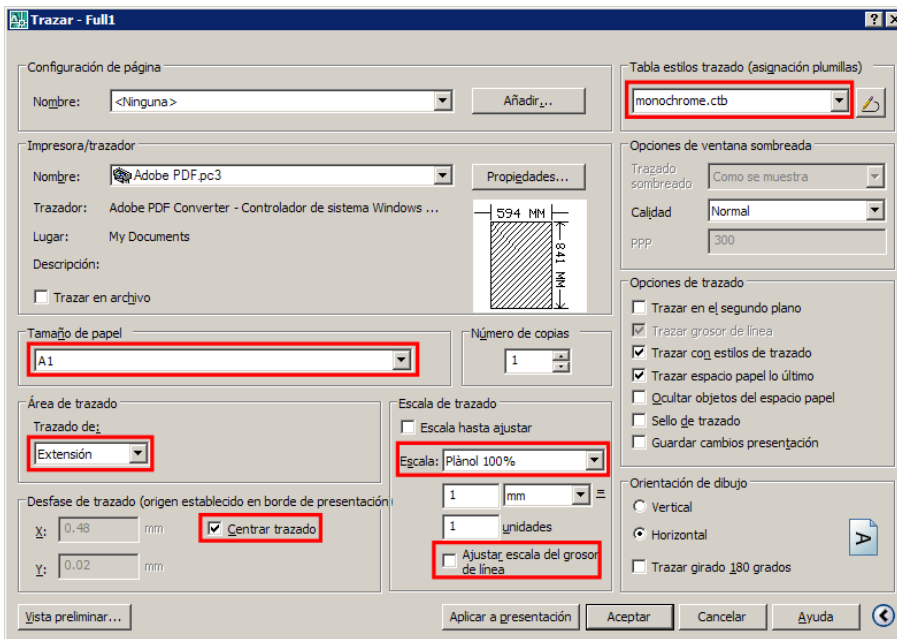 Trazar - Full1
Configuración de página
Nombre: <Ninguna> Añadir...
Impresora/trazador
Nombre: Adobe PDF.pc3 Propiedades...
Trazador: Adobe PDF Converter - Controlador de sistema Windows ...
Lugar: My Documents
Descripción:
Trazar en archivo
594 MM
841 MM
Tamaño de papel
A1
Número de copias
1
Área de trazado
Trazado de:
Extensión
Desfase de trazado (origen establecido en borde de presentación)
X: 0.48 mm
Centrar trazado
Y: 0.02 mm
Escala de trazado
Escala hasta ajustar
Escala: Plànol 100%
1 mm =
1 unidades
Ajustar escala del grosor
de línea
Tabla estilos trazado (asignación plumillas)
monochrome.ctb
Opciones de ventana sombreada
Trazado
sombreado
Como se muestra
Calidad Normal
PPP 300
Opciones de trazado
Trazar en el segundo plano
Trazar grosor de línea
Trazar con estilos de trazado
Trazar espacio papel lo último
Ocultar objetos del espacio papel
Sello de trazado
Guardar cambios presentación
Orientación de dibujo
Vertical
Horizontal
A
Trazar girado 180 grados
Vista preliminar... Aplicar a presentación Aceptar Cancelar Ayuda